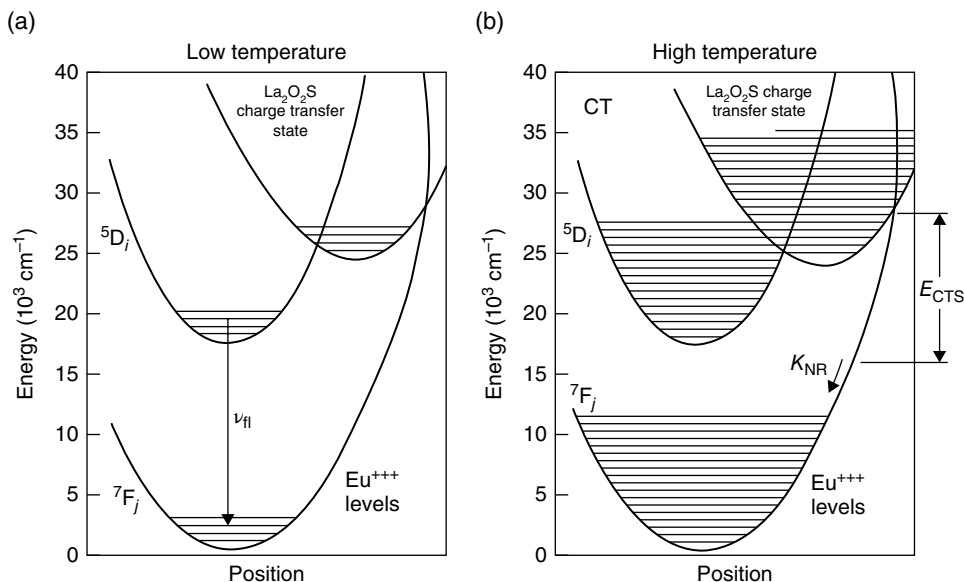 (a)
Low temperature
40
35
30
25
20
15
10
5
0
Energy (10³ cm⁻¹)
La₂O₂S charge
transfer
state
⁵Dᵢ
νfl
⁷Fⱼ
Eu⁺⁺⁺
levels
Position
(b)
High temperature
40
35
30
25
20
15
10
5
0
Energy (10³ cm⁻¹)
CT
La₂O₂S charge
transfer state
⁵Dᵢ
E_CTS
K_NR
⁷Fⱼ
Eu⁺⁺⁺
levels
Position